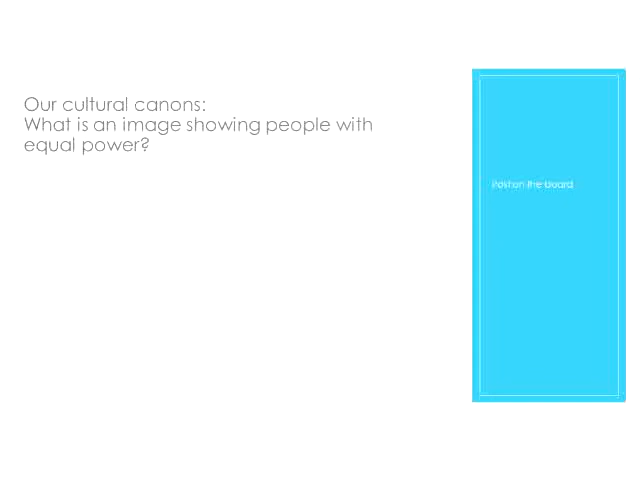 Our cultural canons:
What is an image showing people with
equal power?
Post on the board